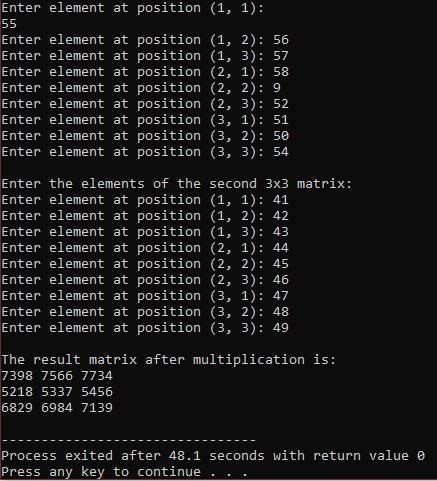 Enter element at position (1, 1):
55
Enter element at position (1, 2): 56
Enter element at position (1, 3): 57
Enter element at position (2, 1): 58
Enter element at position (2, 2): 9
Enter element at position (2, 3): 52
Enter element at position (3, 1): 51
Enter element at position (3, 2): 50
Enter element at position (3, 3): 54
Enter the elements of the second 3x3 matrix:
Enter element at position (1, 1): 41
Enter element at position (1, 2): 42
Enter element at position (1, 3): 43
Enter element at position (2, 1): 44
Enter element at position (2, 2): 45
Enter element at position (2, 3): 46
Enter element at position (3, 1): 47
Enter element at position (3, 2): 48
Enter element at position (3, 3): 49
The result matrix after multiplication is:
7398 7566 7734
5218 5337 5456
6829 6984 7139
--------------------------------
Process exited after 48.1 seconds with return value 0
Press any key to continue . . .